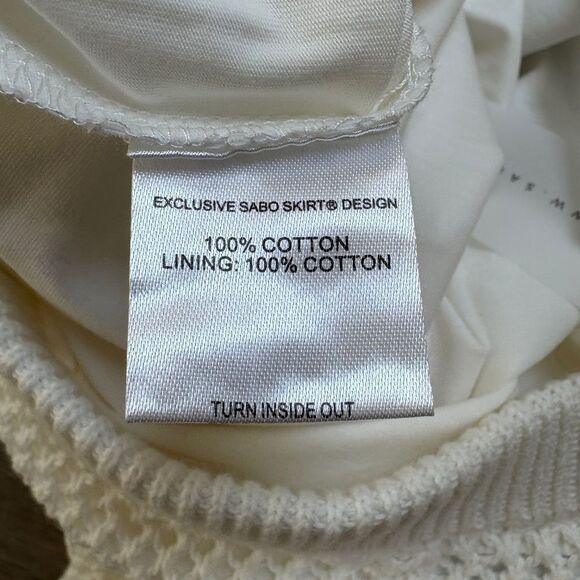 EXCLUSIVE SABO SKIRT® DESIGN
100% COTTON
LINING: 100% COTTON
TURN INSIDE OUT